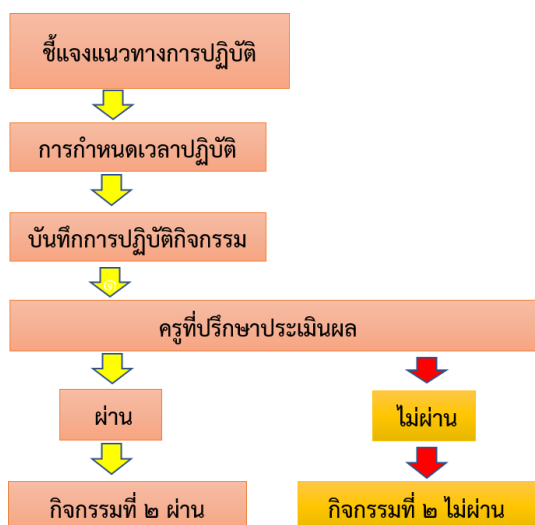 ชี้แจงแนวทางการปฏิบัติ
การกำหนดเวลาปฏิบัติ
บันทึกการปฏิบัติกิจกรรม
๑
ครูที่ปรึกษาประเมินผล
ผ่าน
ไม่ผ่าน
กิจกรรมที่ ๒ ผ่าน
กิจกรรมที่ ๒ ไม่ผ่าน